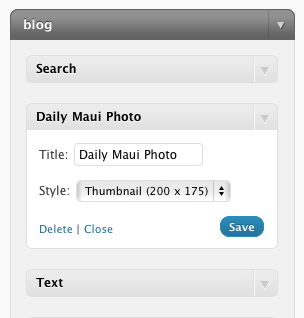 blog
Search
Daily Maui Photo
Title: Daily Maui Photo
Style: Thumbnail (200 x 175)
Delete | Close Save
Text